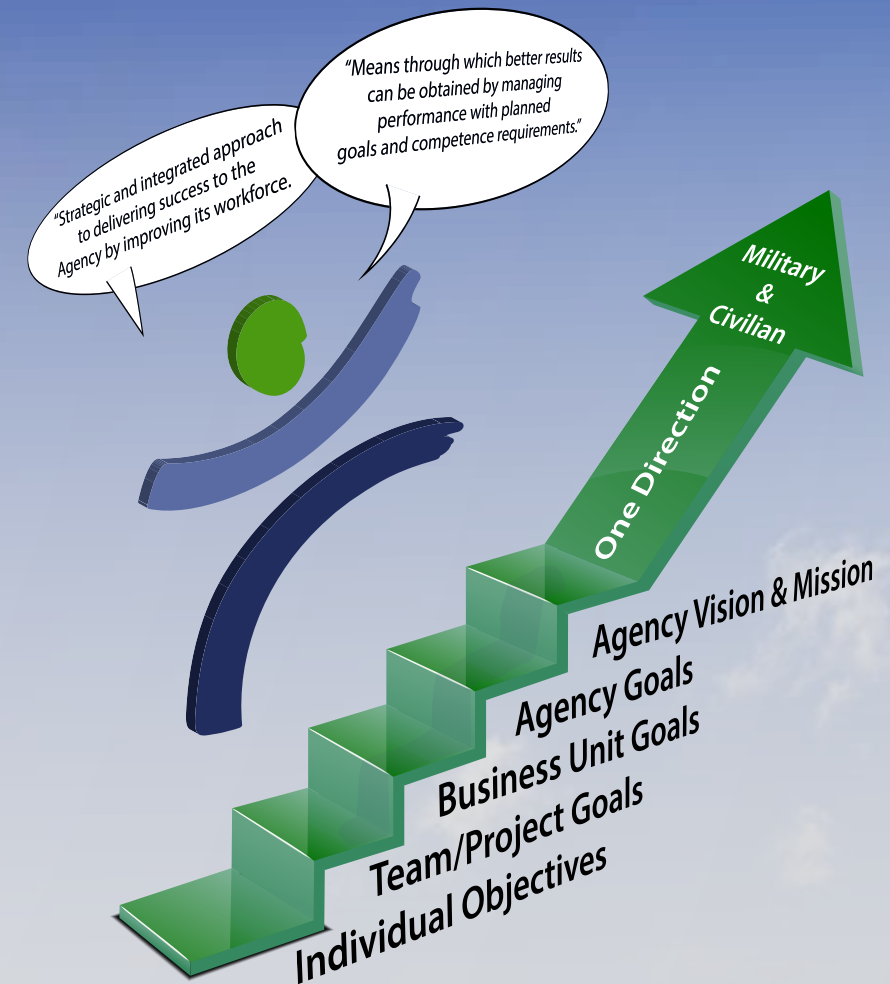 “Strategic and integrated approach
to delivering success to the
Agency by improving its workforce.
“Means through which better results
can be obtained by managing
performance with planned
goals and competence requirements.”
Military
&
Civilian
One Direction
Agency Vision & Mission
Agency Goals
Business Unit Goals
Team/Project Goals
Individual Objectives